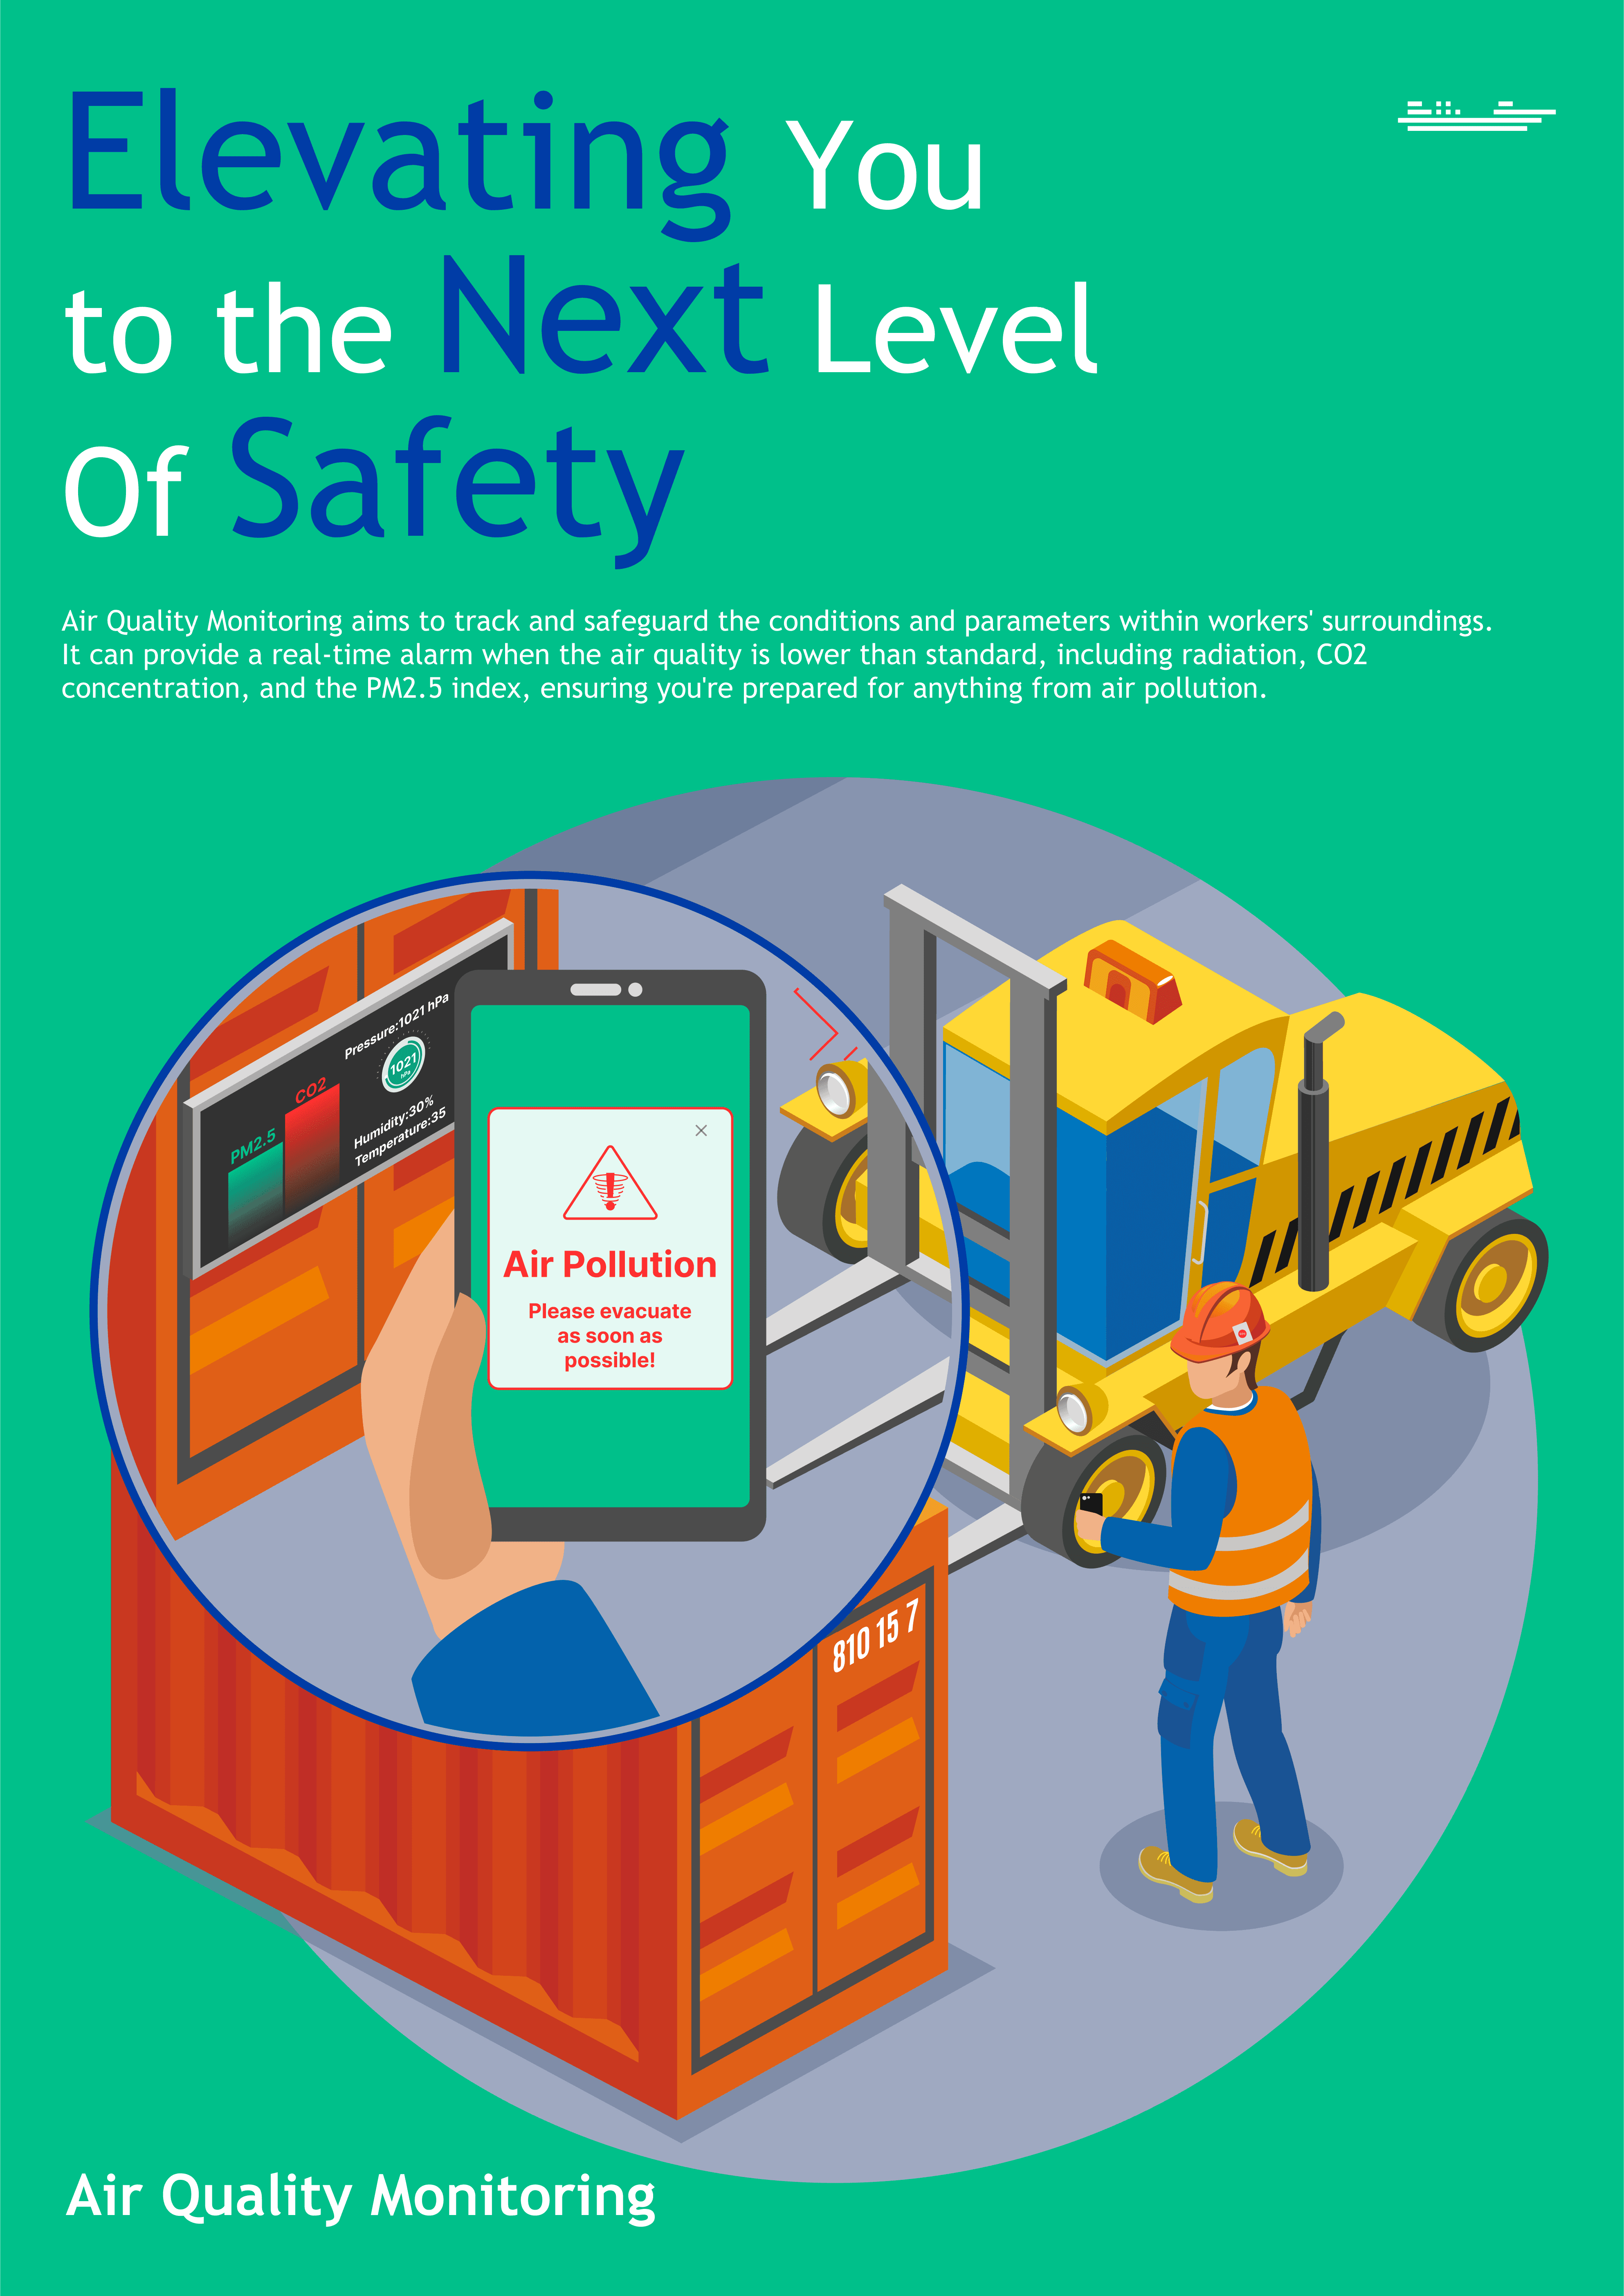 Elevating You
to the Next Level
Of Safety
Air Quality Monitoring aims to track and safeguard the conditions and parameters within workers' surroundings.
It can provide a real-time alarm when the air quality is lower than standard, including radiation, CO2
concentration, and the PM2.5 index, ensuring you're prepared for anything from air pollution.
Pressure:1021 hPa
1021
hPa
CO2
PM2.5
Humidity:30%
Temperature:35
Air Pollution
Please evacuate
as soon as
possible!
810 15 7
Air Quality Monitoring